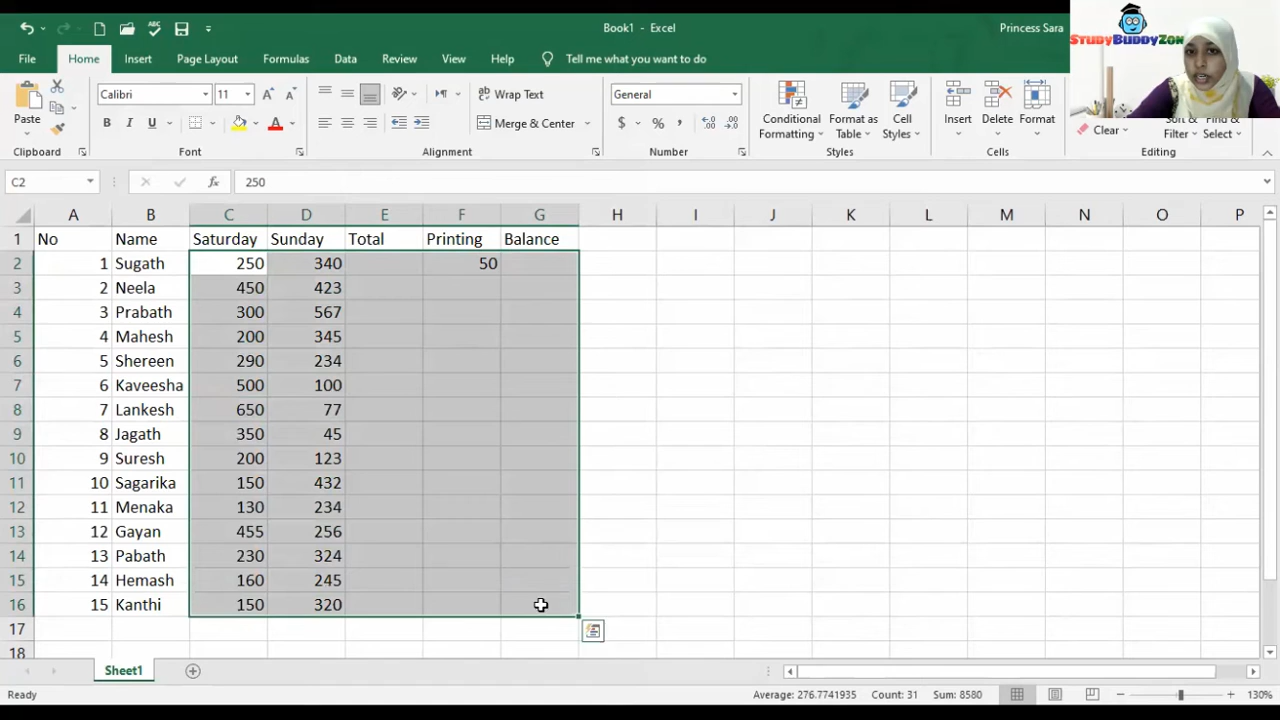 Book1 - Excel
Princess Sara
StudyBuddyZon
File Home Insert Page Layout Formulas Data Review View Help Tell me what you want to do
Calibri 11 Wrap Text General
Paste B I U Merge & Center $ % Conditional Formatting Format as Table Cell Styles Insert Delete Format Clear Sort & Filter Find & Select
Clipboard Font Alignment Number Styles Cells Editing
C2 fx 250
A B C D E F G H I J K L M N O P
1 No Name Saturday Sunday Total Printing Balance
2 1 Sugath 250 340 50
3 2 Neela 450 423
4 3 Prabath 300 567
5 4 Mahesh 200 345
6 5 Shereen 290 234
7 6 Kaveesha 500 100
8 7 Lankesh 650 77
9 8 Jagath 350 45
10 9 Suresh 200 123
11 10 Sagarika 150 432
12 11 Menaka 130 234
13 12 Gayan 455 256
14 13 Pabath 230 324
15 14 Hemash 160 245
16 15 Kanthi 150 320
17
18
Sheet1
Ready Average: 276.7741935 Count: 31 Sum: 8580 130%